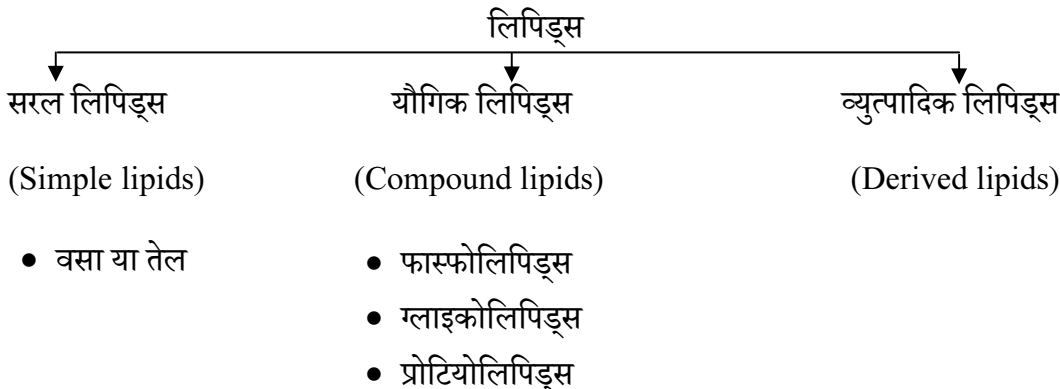 लिपिड्स
सरल लिपिड्स यौगिक लिपिड्स व्युत्पादिक लिपिड्स
(Simple lipids) (Compound lipids) (Derived lipids)
• वसा या तेल • फास्फोलिपिड्स
• ग्लाइकोलिपिड्स
• प्रोटियोलिपिड्स